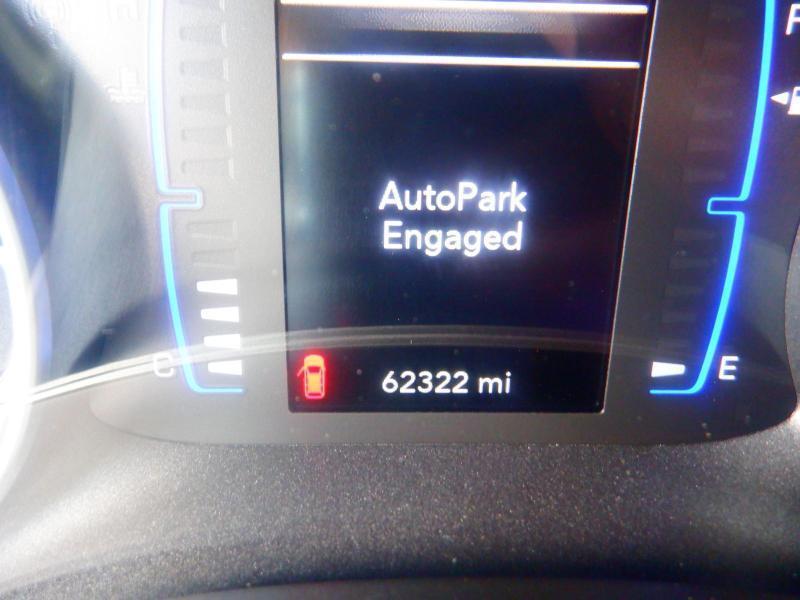 F
AutoPark
Engaged
C
E
62322 mi